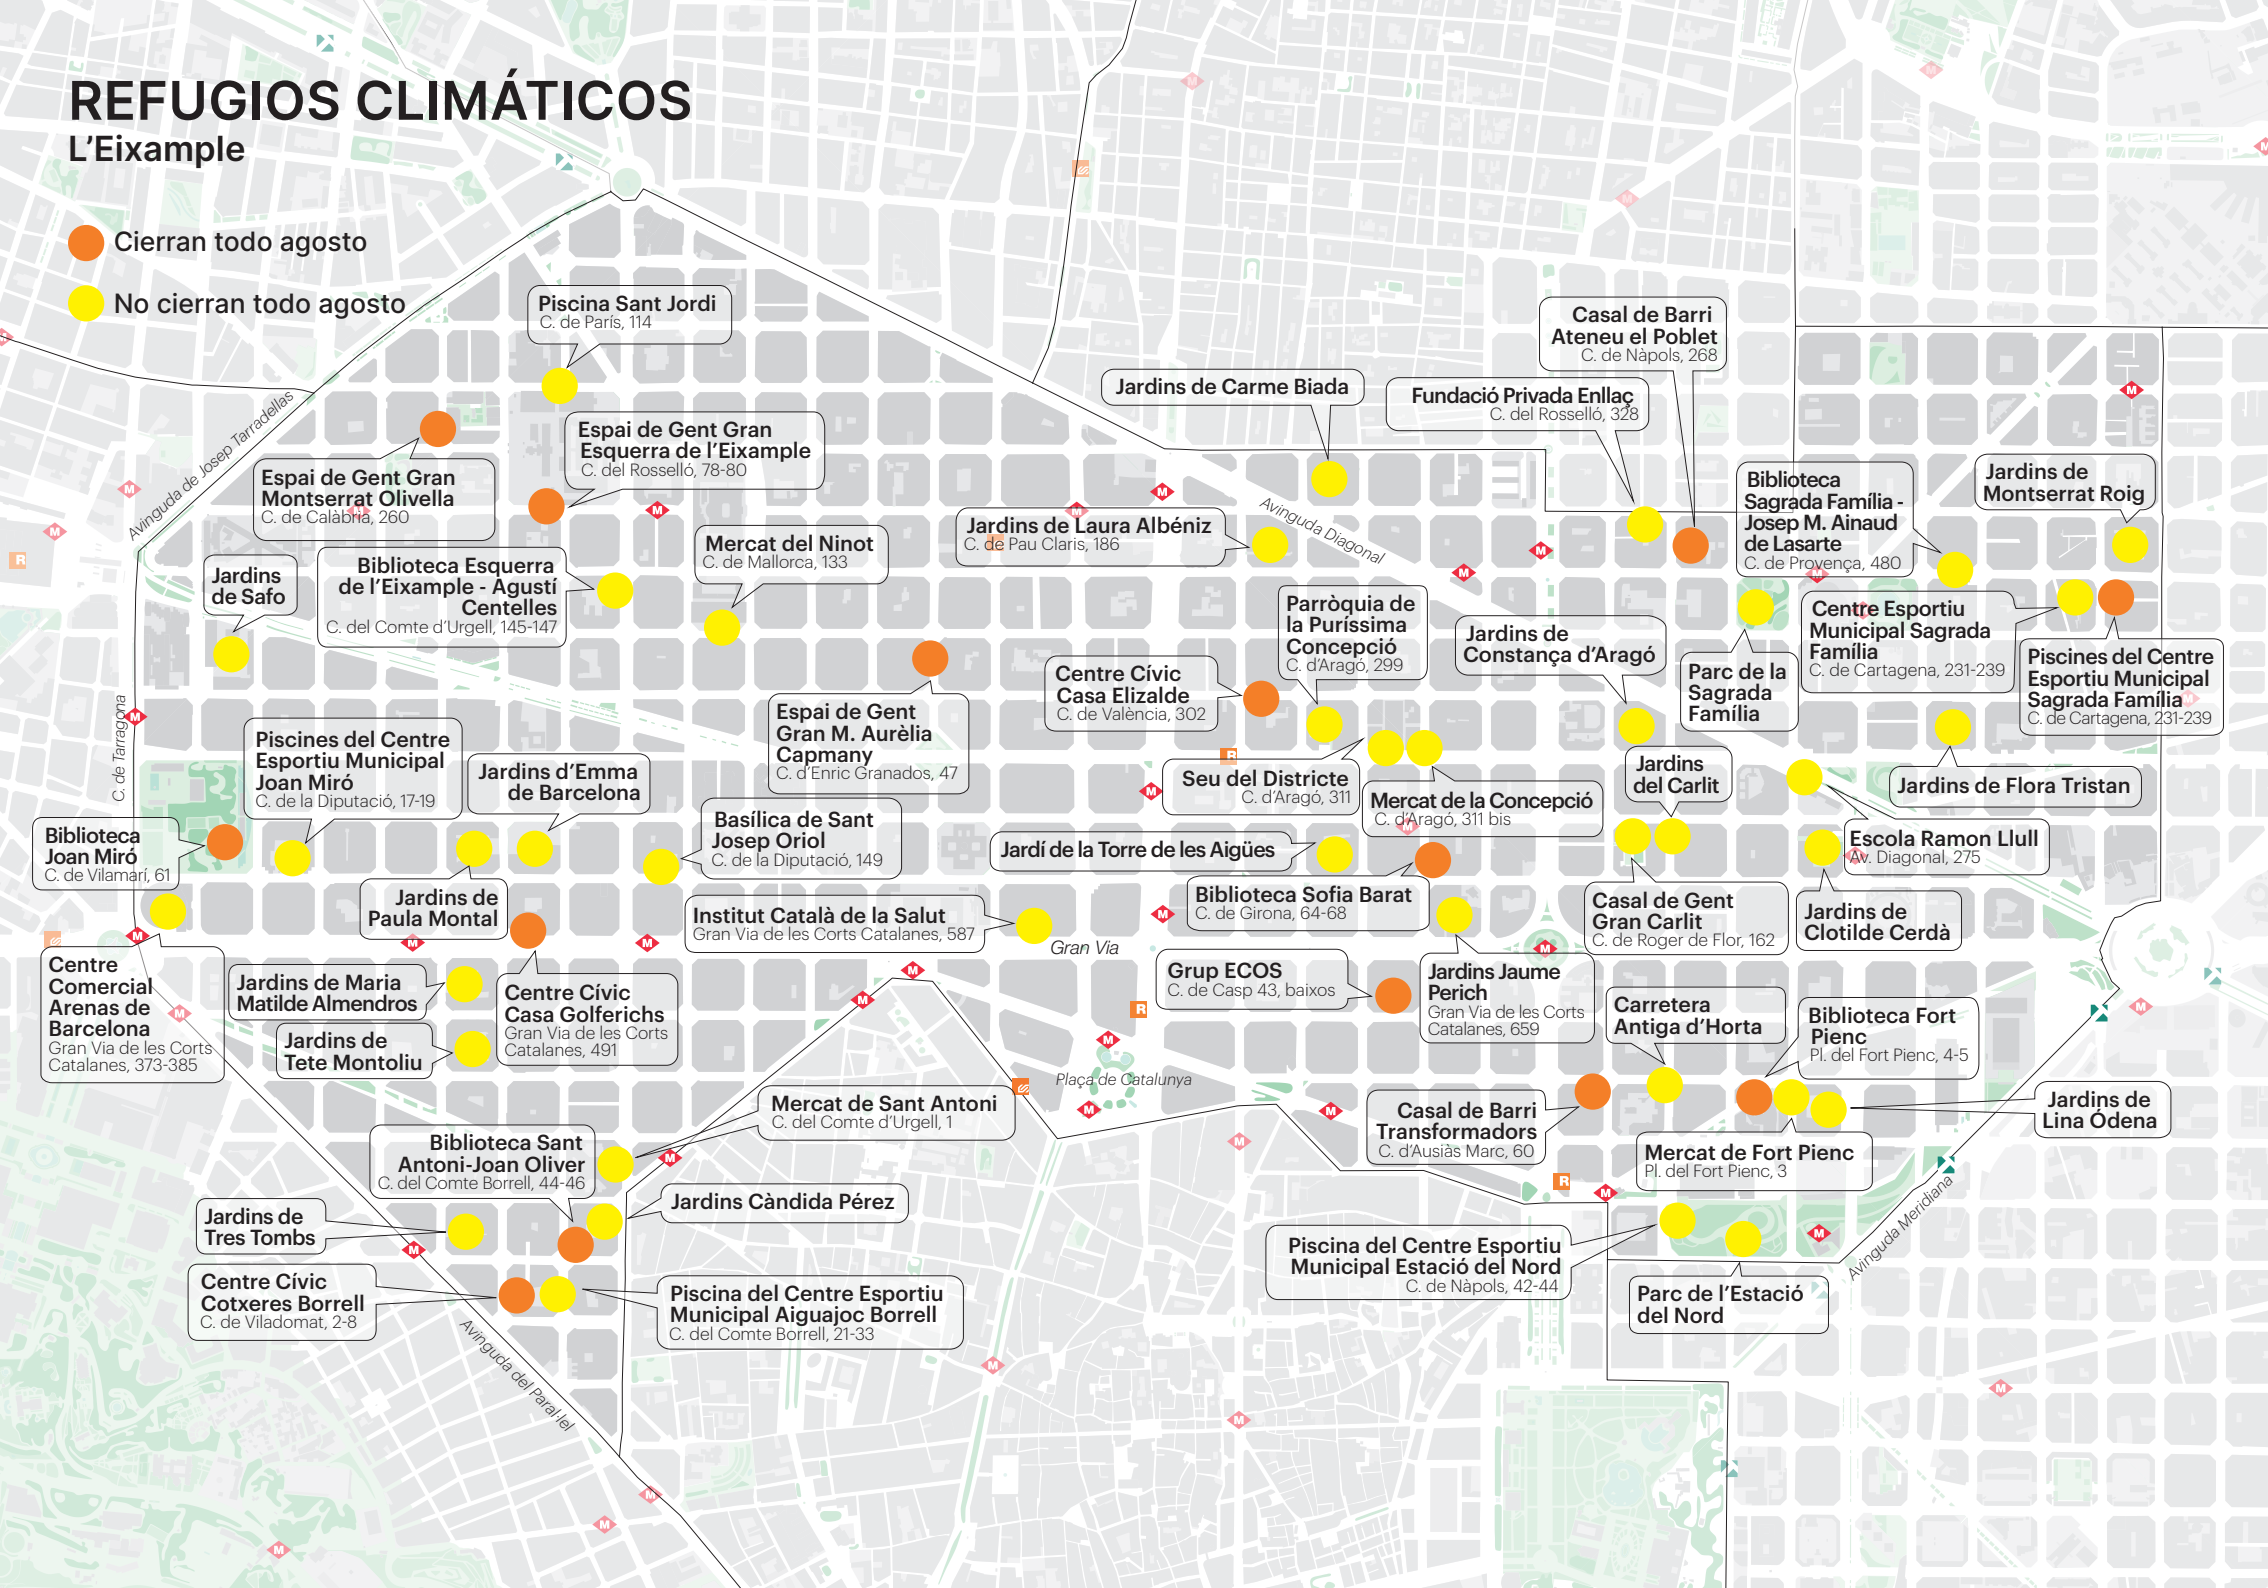 REFUGIOS CLIMÁTICOS
L'Eixample
Cierran todo agosto
No cierran todo agosto
Piscina Sant Jordi
C. de París, 114
Casal de Barri
Ateneu el Poblet
C. de Nàpols, 268
Jardins de Carme Biada
Fundació Privada Enllaç
C. del Rosselló, 328
Avinguda de Josep Tarradellas
Espai de Gent Gran
Esquerra de l'Eixample
C. del Rosselló, 78-80
Espai de Gent Gran
Montserrat Olivella
C. de Calàbria, 260
Biblioteca
Sagrada Família -
Josep M. Ainaud
de Lasarte
C. de Provença, 480
Jardins de
Montserrat Roig
Avinguda Diagonal
Jardins de Laura Albéniz
C. de Pau Claris, 186
Mercat del Ninot
C. de Mallorca, 133
Biblioteca Esquerra
de l'Eixample - Agustí
Centelles
C. del Comte d'Urgell, 145-147
Jardins
de Safo
Parròquia de
la Puríssima
Concepció
C. d'Aragó, 299
Jardins de
Constança d'Aragó
Centre Esportiu
Municipal Sagrada
Família
C. de Cartagena, 231-239
Parc de la
Sagrada
Família
Piscines del Centre
Esportiu Municipal
Sagrada Família
C. de Cartagena, 231-239
Centre Cívic
Casa Elizalde
C. de València, 302
C. de Tarragona
Espai de Gent
Gran M. Aurèlia
Capmany
C. d'Enric Granados, 47
Piscines del Centre
Esportiu Municipal
Joan Miró
C. de la Diputació, 17-19
Jardins d'Emma
de Barcelona
Seu del Districte
C. d'Aragó, 311
Mercat de la Concepció
C. d'Aragó, 311 bis
Jardins
del Carlit
Jardins de Flora Tristan
Biblioteca
Joan Miró
C. de Vilamarí, 61
Basílica de Sant
Josep Oriol
C. de la Diputació, 149
Jardí de la Torre de les Aigües
Escola Ramon Llull
Av. Diagonal, 275
Jardins de
Paula Montal
Institut Català de la Salut
Gran Via de les Corts Catalanes, 587
Gran Via
Biblioteca Sofia Barat
C. de Girona, 64-68
Casal de Gent
Gran Carlit
C. de Roger de Flor, 162
Jardins de
Clotilde Cerdà
Centre
Comercial
Arenas de
Barcelona
Gran Via de les Corts
Catalanes, 373-385
Jardins de Maria
Matilde Almendros
Centre Cívic
Casa Golferichs
Gran Via de les Corts
Catalanes, 491
Jardins de
Tete Montoliu
Grup ECOS
C. de Casp 43, baixos
Jardins Jaume
Perich
Gran Via de les Corts
Catalanes, 659
Carretera
Antiga d'Horta
Biblioteca Fort
Pienc
Pl. del Fort Pienc, 4-5
Plaça de Catalunya
Mercat de Sant Antoni
C. del Comte d'Urgell, 1
Casal de Barri
Transformadors
C. d'Ausiàs Marc, 60
Jardins de
Lina Ódena
Biblioteca Sant
Antoni-Joan Oliver
C. del Comte Borrell, 44-46
Mercat de Fort Pienc
Pl. del Fort Pienc, 3
Jardins Càndida Pérez
Jardins de
Tres Tombs
Avinguda Meridiana
Piscina del Centre Esportiu
Municipal Estació del Nord
C. de Nàpols, 42-44
Centre Cívic
Cotxeres Borrell
C. de Viladomat, 2-8
Piscina del Centre Esportiu
Municipal Aiguajoc Borrell
C. del Comte Borrell, 21-33
Parc de l'Estació
del Nord
Avinguda del Paral·lel